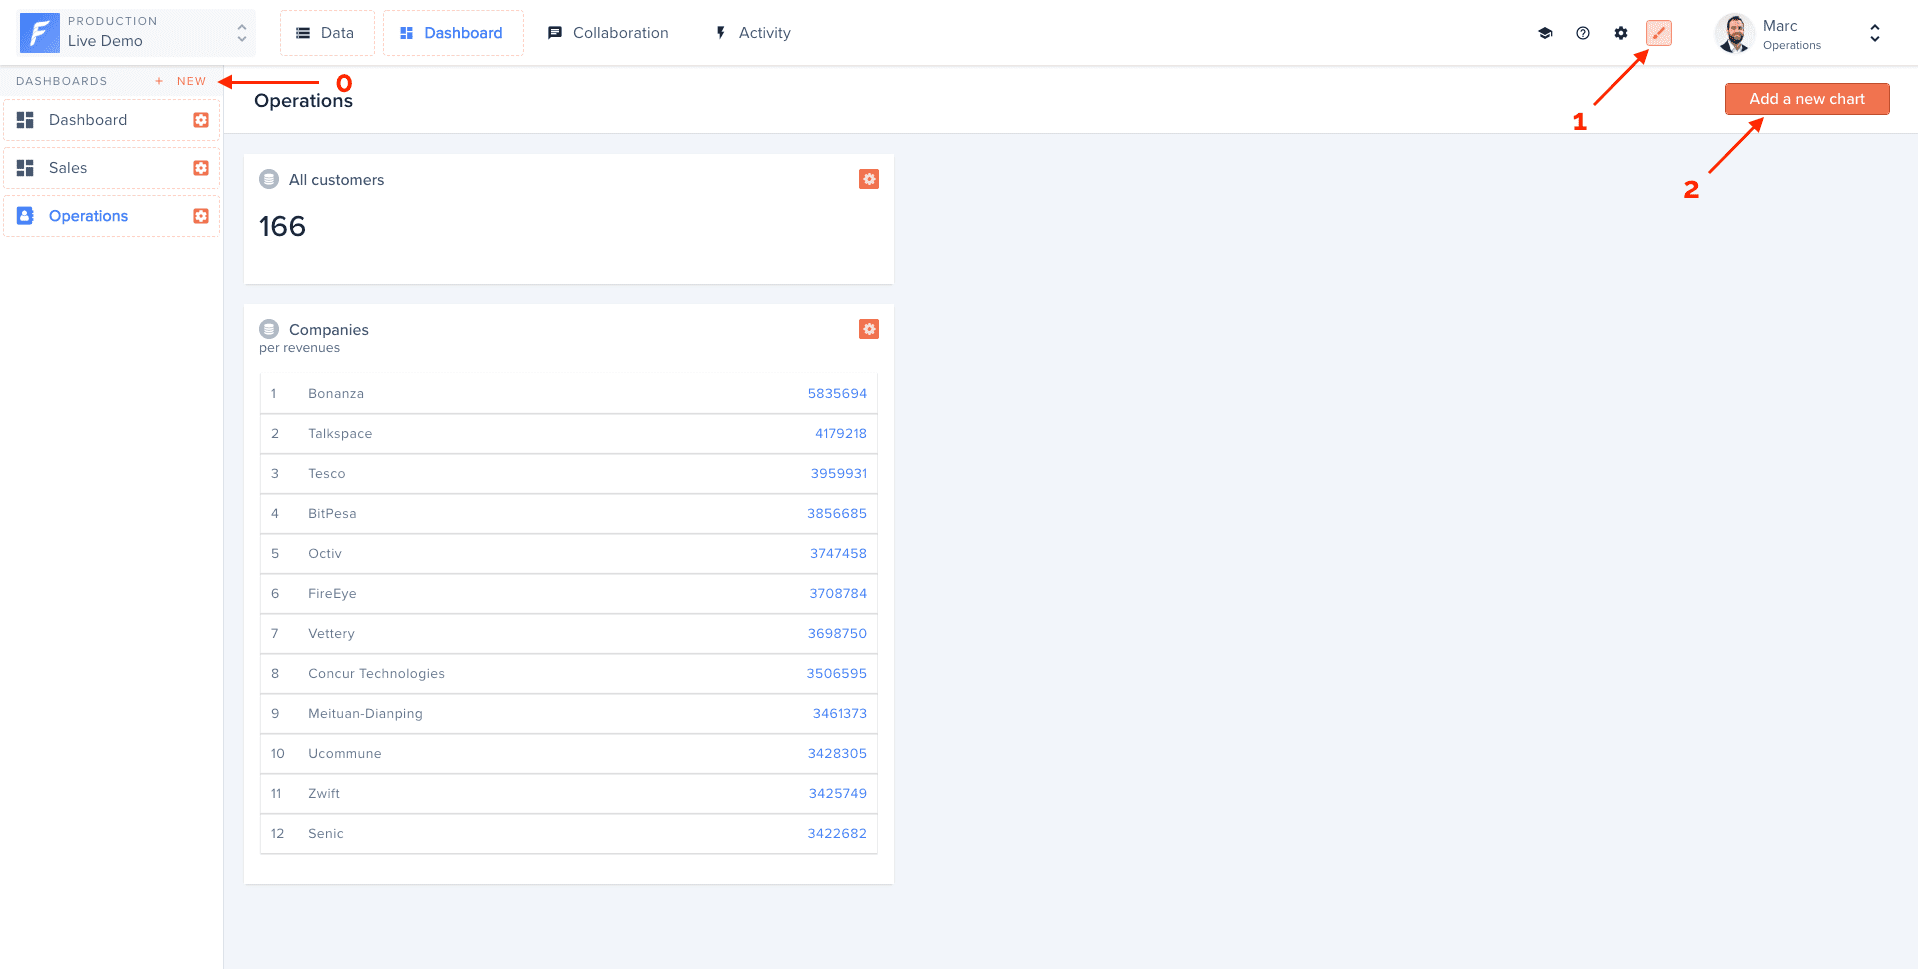 PRODUCTION
Live Demo
Data
Dashboard
Collaboration
Activity
Marc
Operations
DASHBOARDS
+ NEW
0
1
2
Dashboard
Sales
Operations
Operations
Add a new chart
All customers
166
Companies
per revenues
1 Bonanza 5835694
2 Talkspace 4179218
3 Tesco 3959931
4 BitPesa 3856685
5 Octiv 3747458
6 FireEye 3708784
7 Vettery 3698750
8 Concur Technologies 3506595
9 Meituan-Dianping 3461373
10 Ucommune 3428305
11 Zwift 3425749
12 Senic 3422682